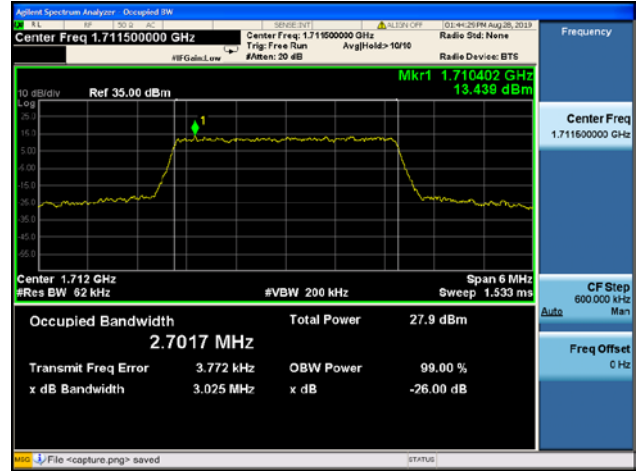 Agilent Spectrum Analyzer - Occupied BW
RL RF 50 Ω AC SENSE:INT ALIGN OFF 01:44:29 PM Aug 28, 2019
Center Freq 1.711500000 GHz Center Freq: 1.711500000 GHz Radio Std: None Frequency
Trig: Free Run Avg|Hold:> 10/10
#IFGain:Low #Atten: 20 dB Radio Device: BTS
Mkr1 1.710402 GHz
10 dB/div Ref 35.00 dBm 13.439 dBm
Log
25.0
15.0
5.00
-5.00
-15.0
-25.0
-35.0
-45.0
-55.0
1
Center Freq
1.711500000 GHz
Center 1.712 GHz Span 6 MHz
#Res BW 62 kHz #VBW 200 kHz Sweep 1.533 ms
CF Step
600.000 kHz
Auto Man
Occupied Bandwidth Total Power 27.9 dBm
2.7017 MHz
Freq Offset
0 Hz
Transmit Freq Error 3.772 kHz OBW Power 99.00 %
x dB Bandwidth 3.025 MHz x dB -26.00 dB
MSG File <capture.png> saved STATUS